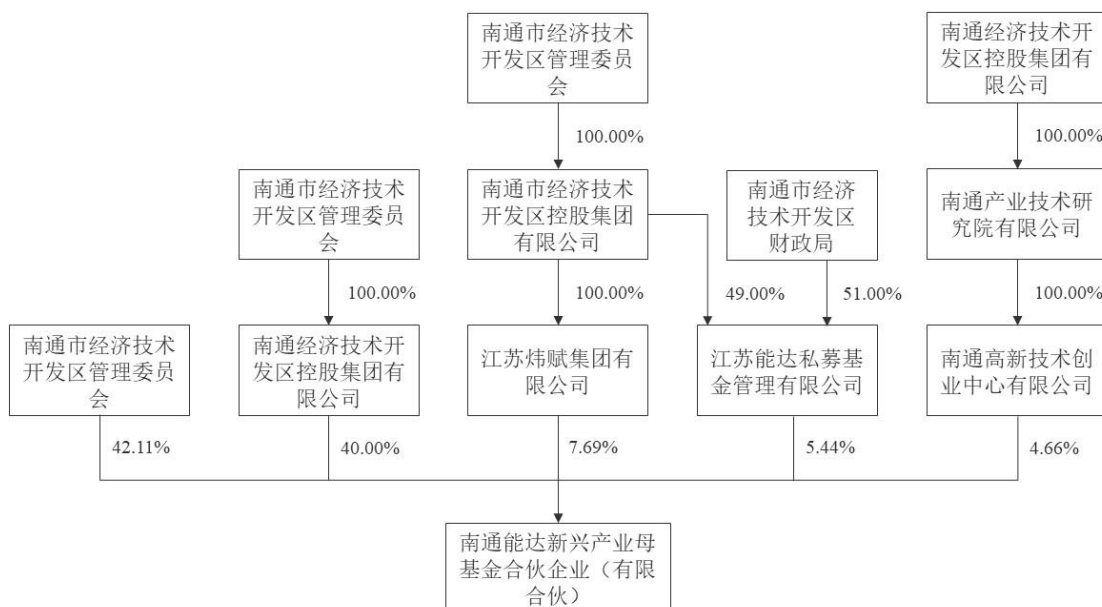 南通市经济技术
开发区管理委员
会
南通经济技术开
发区控股集团有
限公司
100.00%
100.00%
南通市经济技术
开发区管理委员
会
南通市经济技术
开发区控股集团
有限公司
南通市经济
技术开发区
财政局
南通产业技术研
究院有限公司
100.00%
100.00%
49.00%
51.00%
100.00%
南通市经济技术
开发区管理委员
会
南通经济技术开
发区控股集团有
限公司
江苏炜赋集团有
限公司
江苏能达私募基
金管理有限公司
南通高新技术创
业中心有限公司
42.11%
40.00%
7.69%
5.44%
4.66%
南通能达新兴产业母
基金合伙企业（有限
合伙）